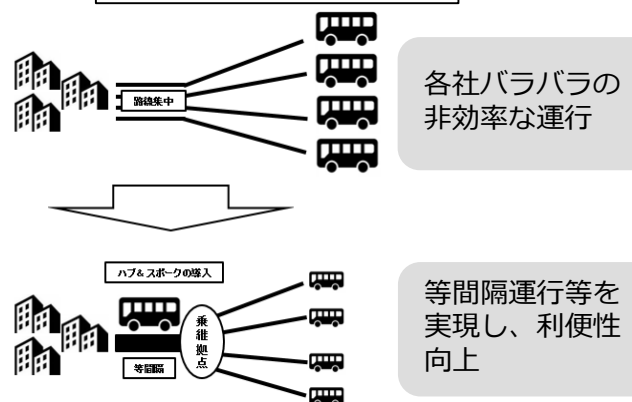 路線集中
各社バラバラの
非効率な運行
ハブ&スポークの導入
乗継拠点
等間隔
等間隔運行等を
実現し、利便性
向上